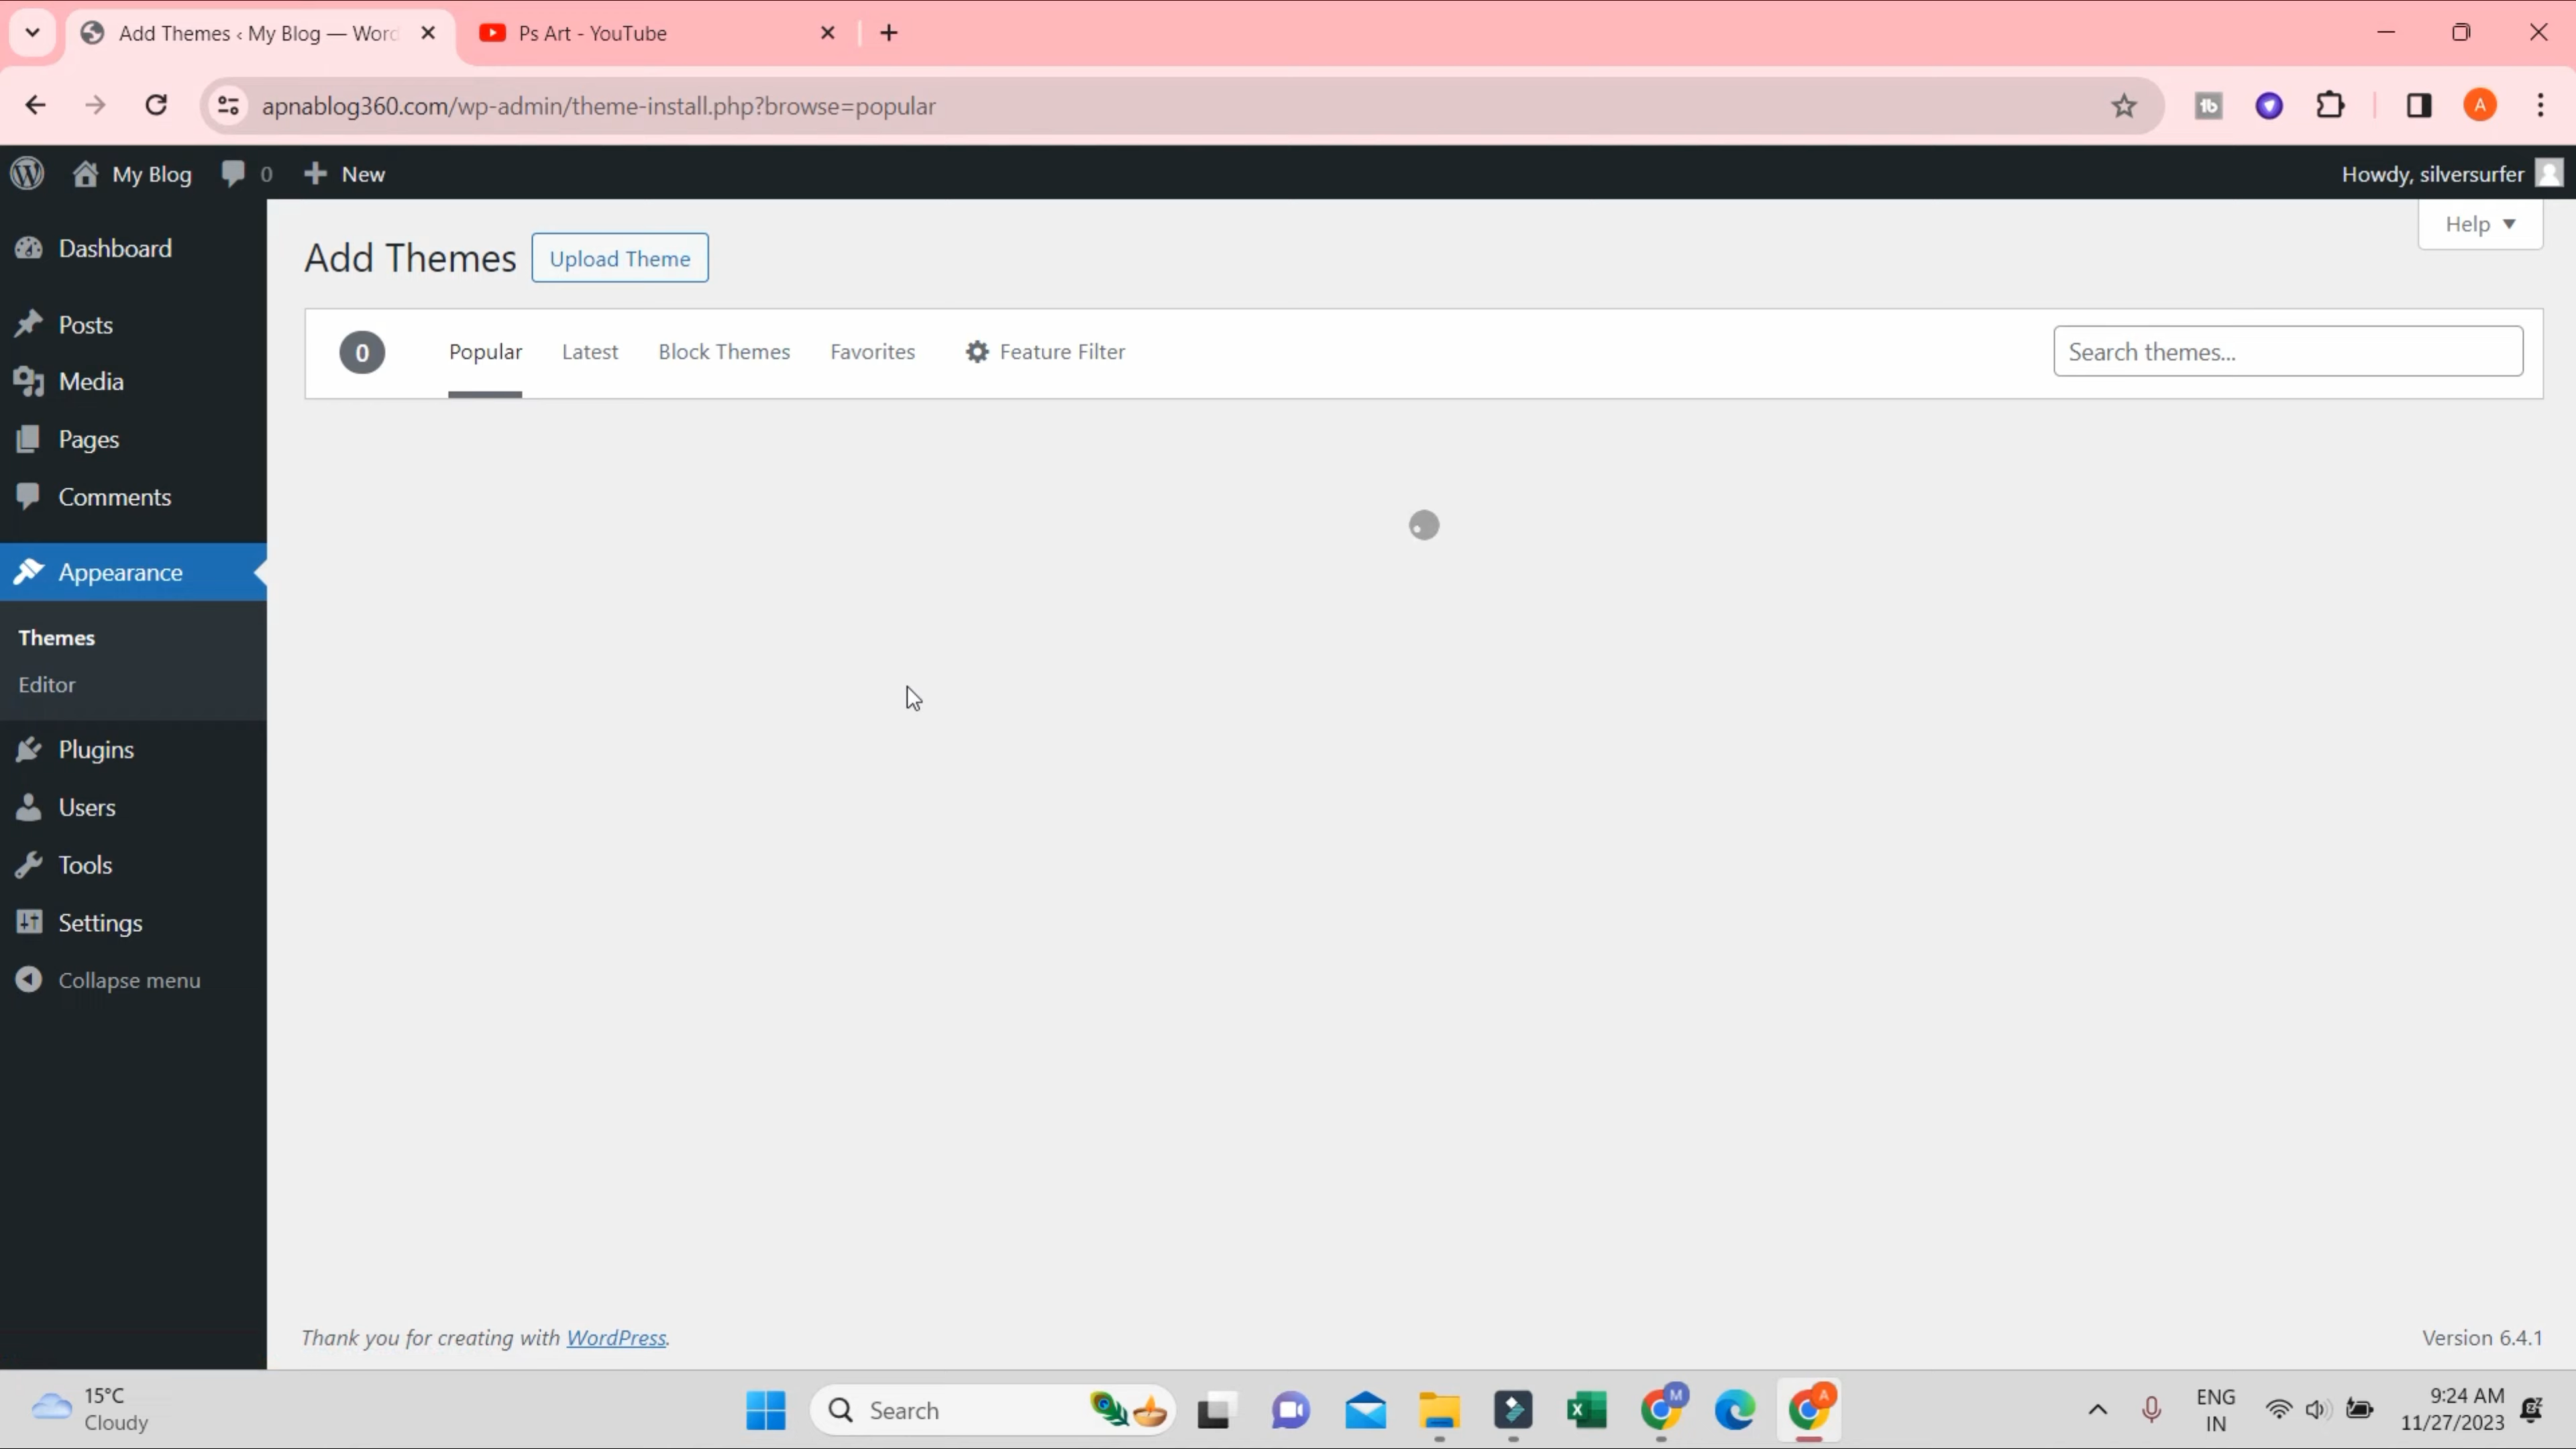 Add Themes ‹ My Blog — Word
Ps Art - YouTube
apnablog360.com/wp-admin/theme-install.php?browse=popular
A
My Blog
0
New
Howdy, silversurfer
Help
Dashboard
Posts
Media
Pages
Comments
Appearance
Themes
Editor
Plugins
Users
Tools
Settings
Collapse menu
Add Themes
Upload Theme
0 Popular Latest Block Themes Favorites Feature Filter
Search themes...
Thank you for creating with WordPress.
Version 6.4.1
15°C
Cloudy
Search
M
A
ENG
IN
9:24 AM
11/27/2023